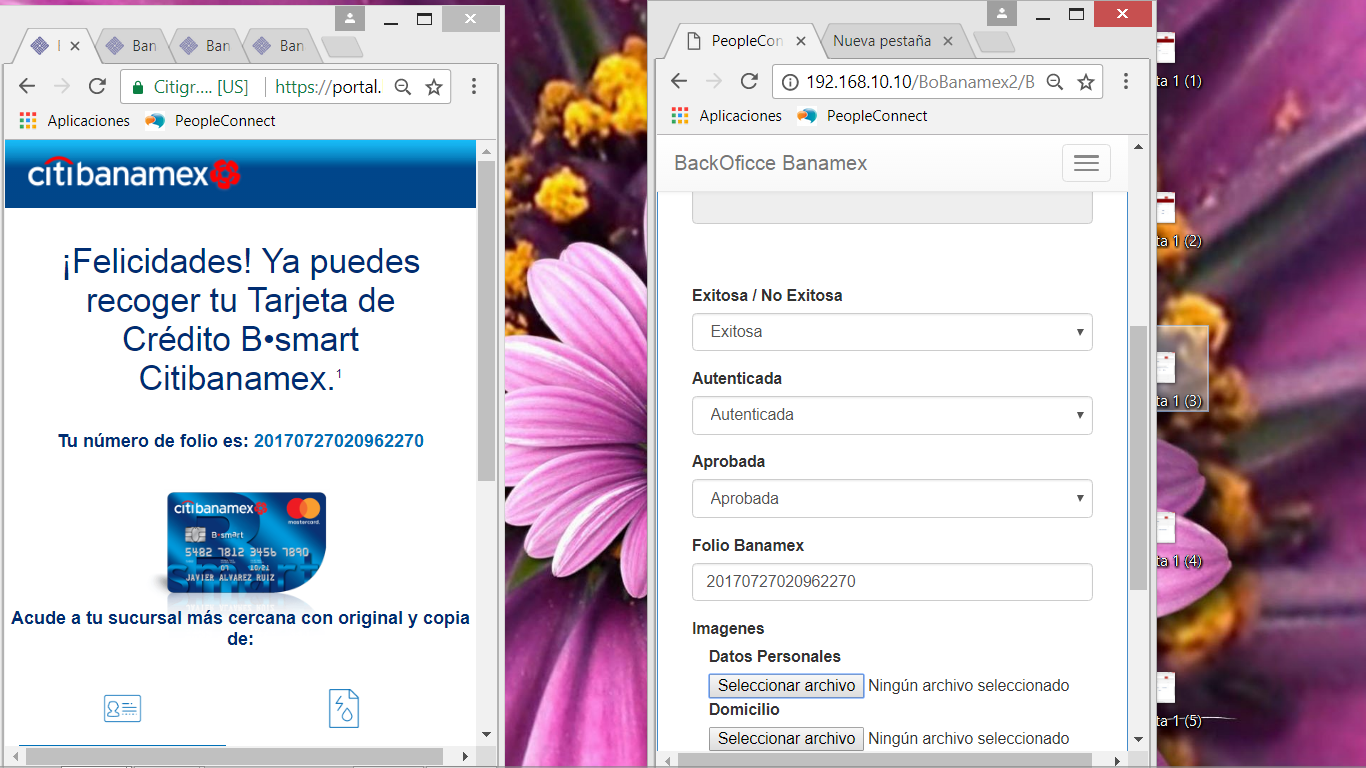 Ban
Ban
Ban
Citigr.... [US]
https://portal.
Aplicaciones
PeopleConnect
citibanamex
¡Felicidades! Ya puedes
recoger tu Tarjeta de
Crédito B•smart
Citibanamex.1
Tu número de folio es: 20170727020962270
citibanamex
mastercard.
B•smart
5482 7812 3456 7890
07 10/21
JAVIER ALVAREZ RUIZ
Acude a tu sucursal más cercana con original y copia
de:
PeopleCon
Nueva pestaña
192.168.10.10/BoBanamex2/B
Aplicaciones
PeopleConnect
BackOficce Banamex
Exitosa / No Exitosa
Exitosa
Autenticada
Autenticada
Aprobada
Aprobada
Folio Banamex
20170727020962270
Imagenes
Datos Personales
Seleccionar archivo Ningún archivo seleccionado
Domicilio
Seleccionar archivo Ningún archivo seleccionado
ta 1 (1)
ta 1 (2)
ta 1 (3)
ta 1 (4)
ta 1 (5)